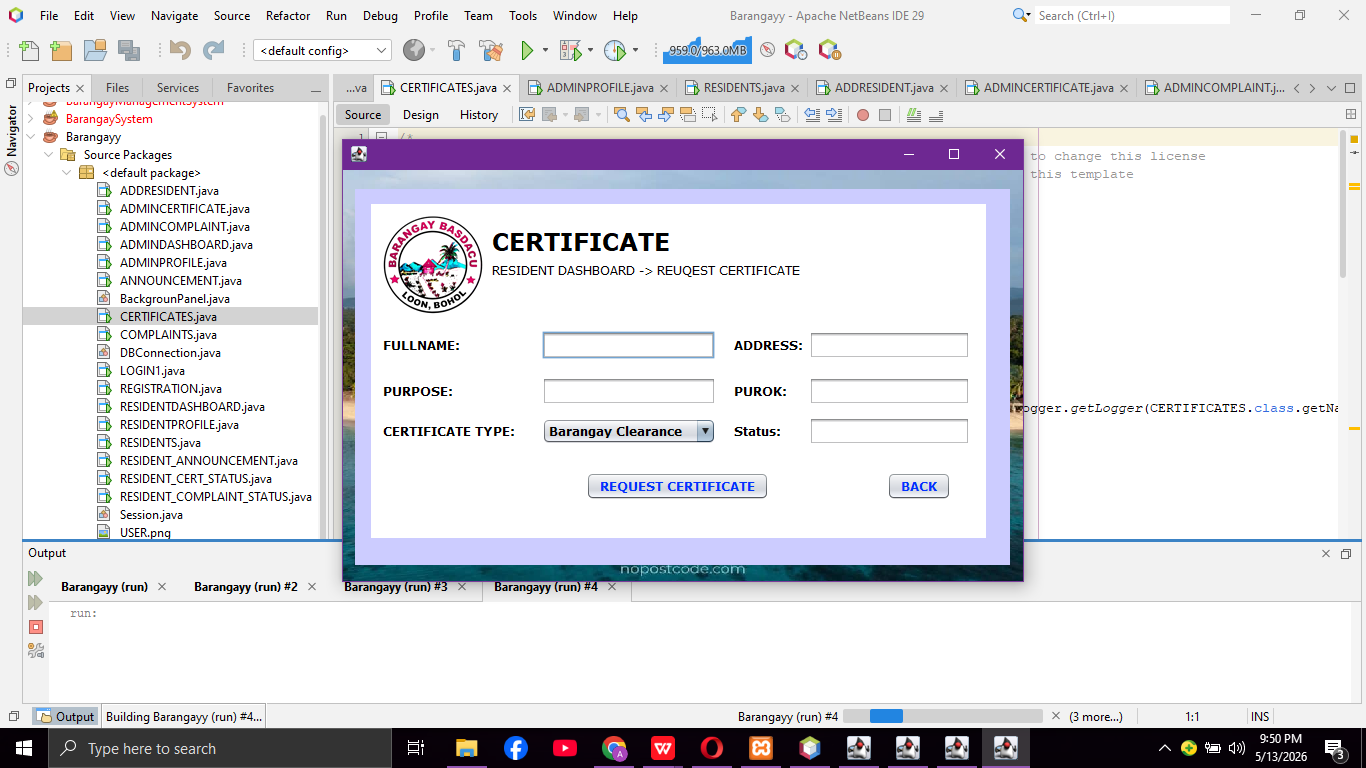 File Edit View Navigate Source Refactor Run Debug Profile Team Tools Window Help
Barangayy - Apache NetBeans IDE 29
Search (Ctrl+I)
<default config>
959.0/963.0MB
Projects Files Services Favorites
...va CERTIFICATES.java ADMINPROFILE.java RESIDENTS.java ADDRESIDENT.java ADMINCERTIFICATE.java ADMINCOMPLAINT.j...
Source Design History
Navigator
BarangayManagementSystem
BarangaySystem
Barangayy
Source Packages
<default package>
ADDRESIDENT.java
ADMINCERTIFICATE.java
ADMINCOMPLAINT.java
ADMINDASHBOARD.java
ADMINPROFILE.java
ANNOUNCEMENT.java
BackgrounPanel.java
CERTIFICATES.java
COMPLAINTS.java
DBConnection.java
LOGIN1.java
REGISTRATION.java
RESIDENTDASHBOARD.java
RESIDENTPROFILE.java
RESIDENTS.java
RESIDENT_ANNOUNCEMENT.java
RESIDENT_CERT_STATUS.java
RESIDENT_COMPLAINT_STATUS.java
Session.java
USER.png
1 /*
to change this license
this template
ogger.getLogger(CERTIFICATES.class.getNa
BARANGAY BASDACU
LOON, BOHOL
CERTIFICATE
RESIDENT DASHBOARD -> REUQEST CERTIFICATE
FULLNAME: ADDRESS:
PURPOSE: PUROK:
CERTIFICATE TYPE: Barangay Clearance Status:
REQUEST CERTIFICATE BACK
nopostcode.com
Output
Barangayy (run) Barangayy (run) #2 Barangayy (run) #3 Barangayy (run) #4
run:
Output Building Barangayy (run) #4... Barangayy (run) #4 (3 more...) 1:1 INS
Type here to search
9:50 PM
5/13/2026
3